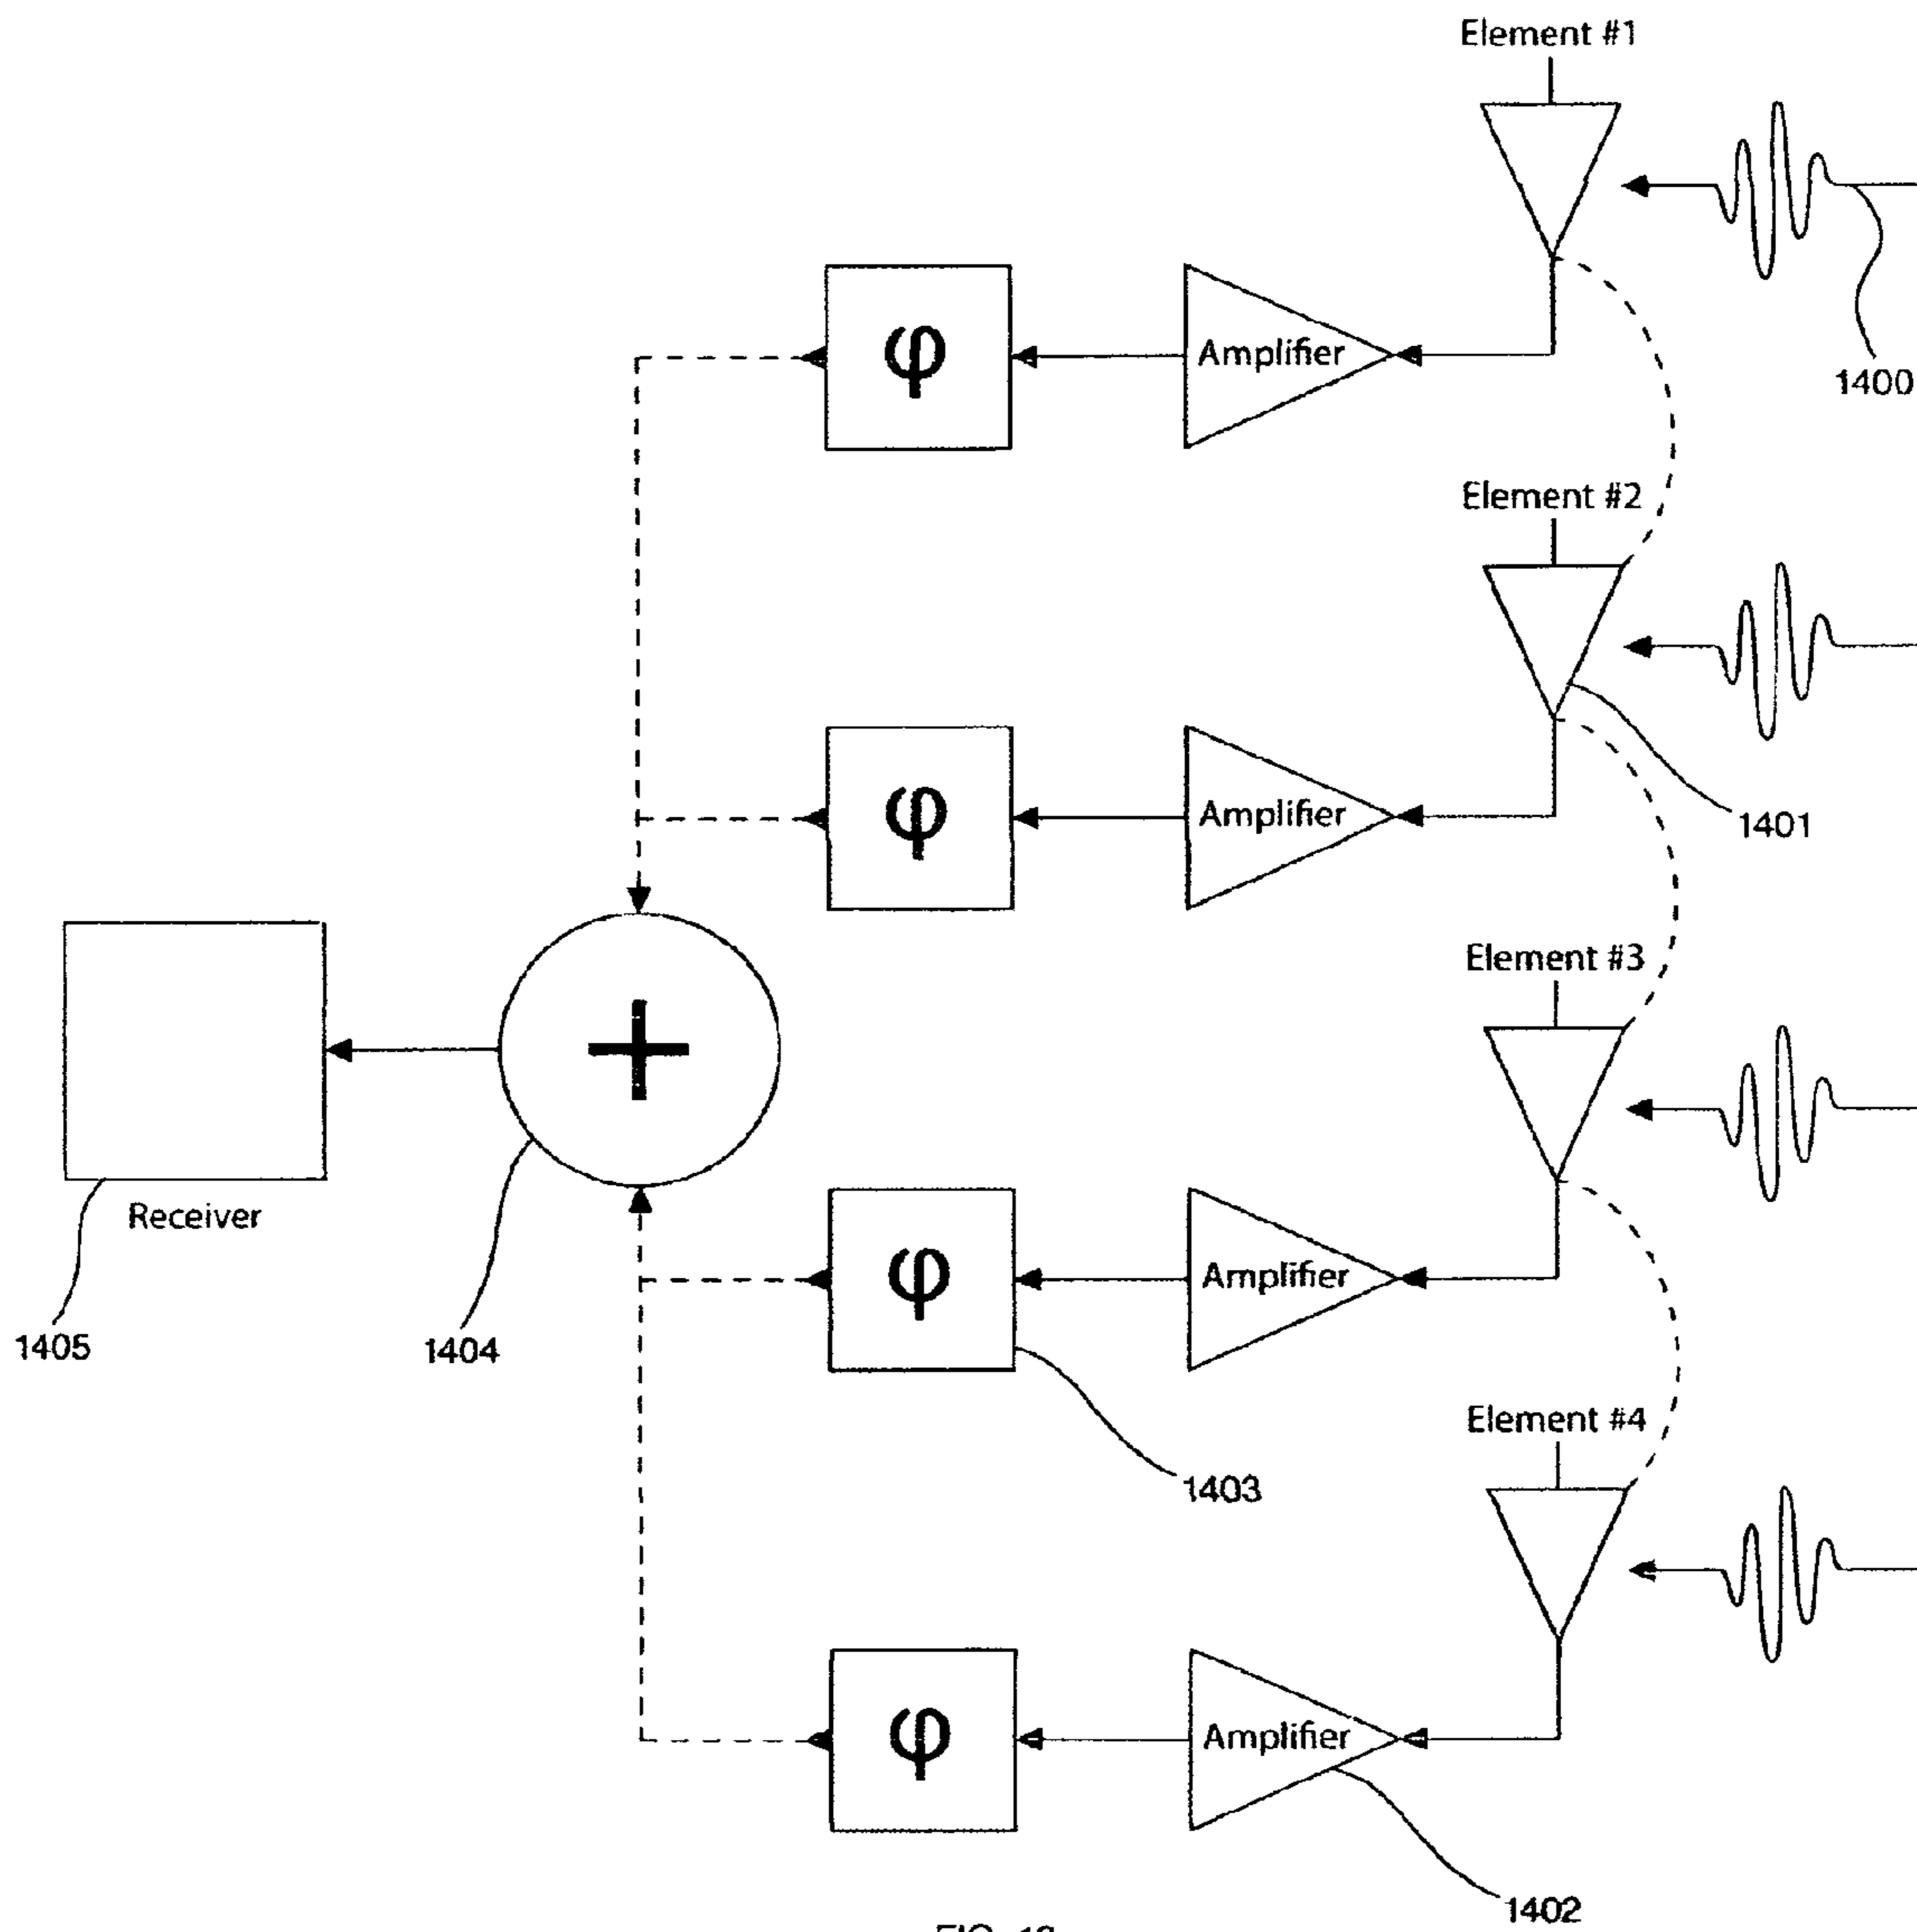 Element #1
1400
φ
Amplifier
Element #2
φ
Amplifier
1401
Element #3
+
Receiver
φ
Amplifier
1405
1404
1403
Element #4
φ
Amplifier
1402